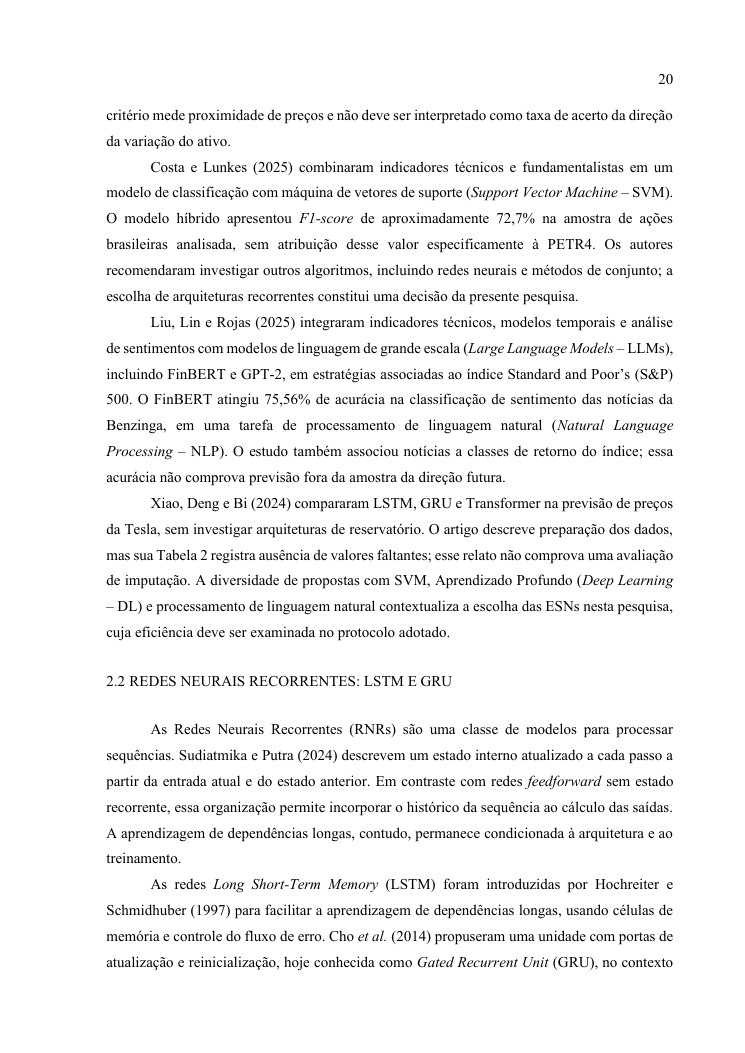 20
critério mede proximidade de preços e não deve ser interpretado como taxa de acerto da direção
da variação do ativo.
Costa e Lunkes (2025) combinaram indicadores técnicos e fundamentalistas em um
modelo de classificação com máquina de vetores de suporte (Support Vector Machine – SVM).
O modelo híbrido apresentou F1-score de aproximadamente 72,7% na amostra de ações
brasileiras analisada, sem atribuição desse valor especificamente à PETR4. Os autores
recomendaram investigar outros algoritmos, incluindo redes neurais e métodos de conjunto; a
escolha de arquiteturas recorrentes constitui uma decisão da presente pesquisa.
Liu, Lin e Rojas (2025) integraram indicadores técnicos, modelos temporais e análise
de sentimentos com modelos de linguagem de grande escala (Large Language Models – LLMs),
incluindo FinBERT e GPT-2, em estratégias associadas ao índice Standard and Poor’s (S&P)
500. O FinBERT atingiu 75,56% de acurácia na classificação de sentimento das notícias da
Benzinga, em uma tarefa de processamento de linguagem natural (Natural Language
Processing – NLP). O estudo também associou notícias a classes de retorno do índice; essa
acurácia não comprova previsão fora da amostra da direção futura.
Xiao, Deng e Bi (2024) compararam LSTM, GRU e Transformer na previsão de preços
da Tesla, sem investigar arquiteturas de reservatório. O artigo descreve preparação dos dados,
mas sua Tabela 2 registra ausência de valores faltantes; esse relato não comprova uma avaliação
de imputação. A diversidade de propostas com SVM, Aprendizado Profundo (Deep Learning
– DL) e processamento de linguagem natural contextualiza a escolha das ESNs nesta pesquisa,
cuja eficiência deve ser examinada no protocolo adotado.
2.2 REDES NEURAIS RECORRENTES: LSTM E GRU
As Redes Neurais Recorrentes (RNRs) são uma classe de modelos para processar
sequências. Sudiatmika e Putra (2024) descrevem um estado interno atualizado a cada passo a
partir da entrada atual e do estado anterior. Em contraste com redes feedforward sem estado
recorrente, essa organização permite incorporar o histórico da sequência ao cálculo das saídas.
A aprendizagem de dependências longas, contudo, permanece condicionada à arquitetura e ao
treinamento.
As redes Long Short-Term Memory (LSTM) foram introduzidas por Hochreiter e
Schmidhuber (1997) para facilitar a aprendizagem de dependências longas, usando células de
memória e controle do fluxo de erro. Cho et al. (2014) propuseram uma unidade com portas de
atualização e reinicialização, hoje conhecida como Gated Recurrent Unit (GRU), no contexto